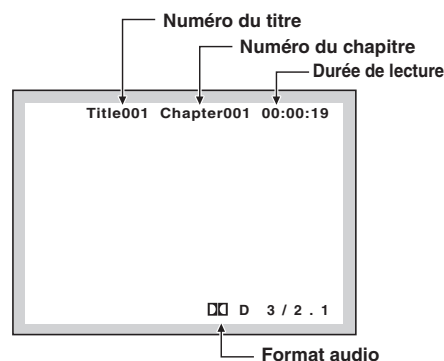 Numéro du titre
Numéro du chapitre
Durée de lecture
Title001 Chapter001 00:00:19
D 3/2.1
Format audio